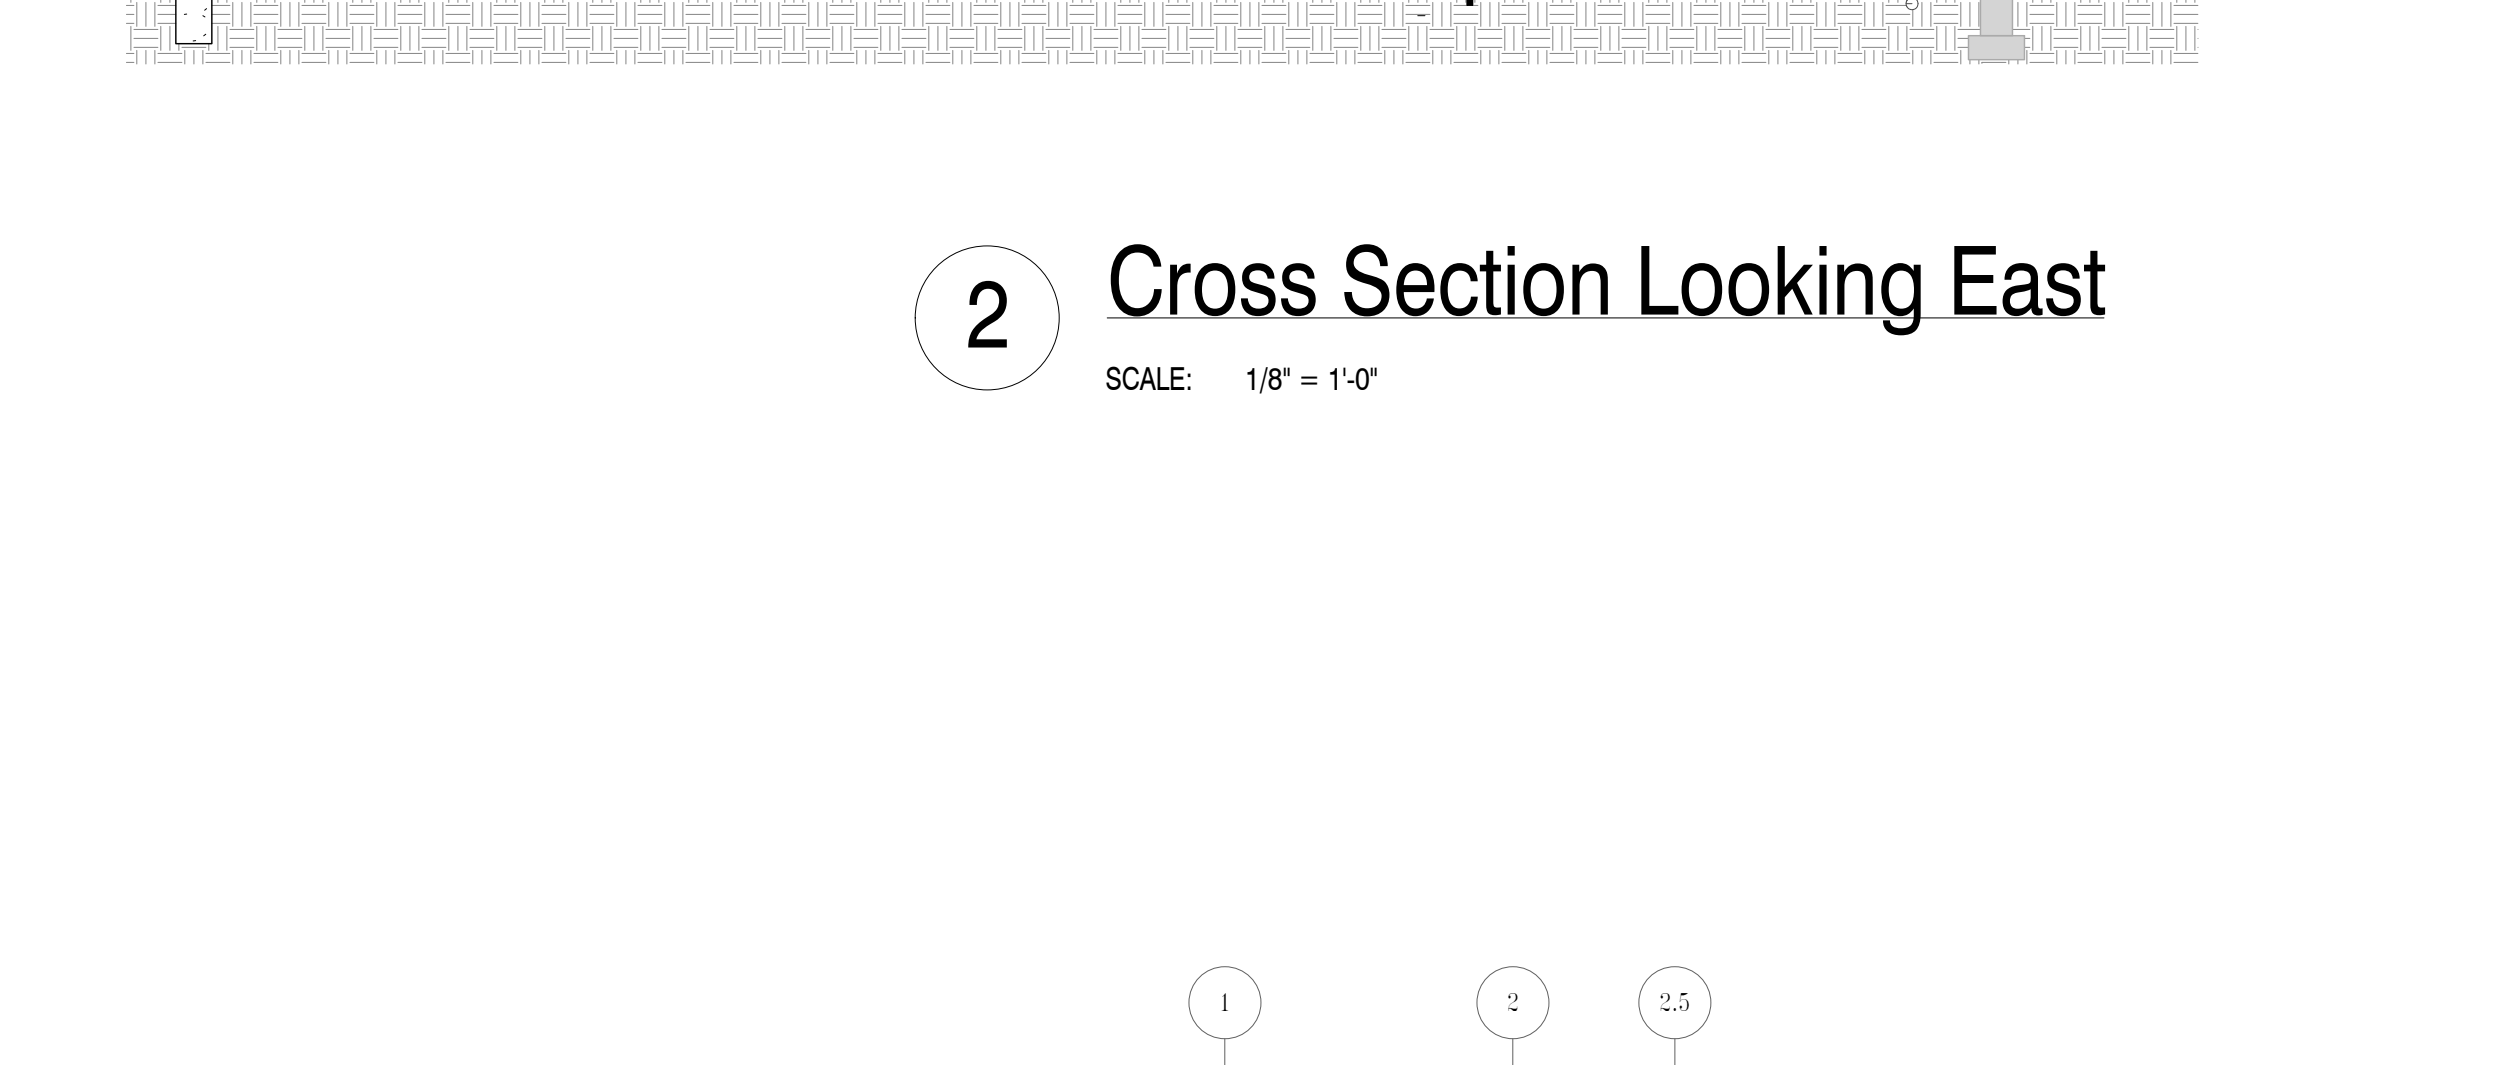 2
Cross Section Looking East
SCALE: 1/8" = 1'-0"
1 2 2.5